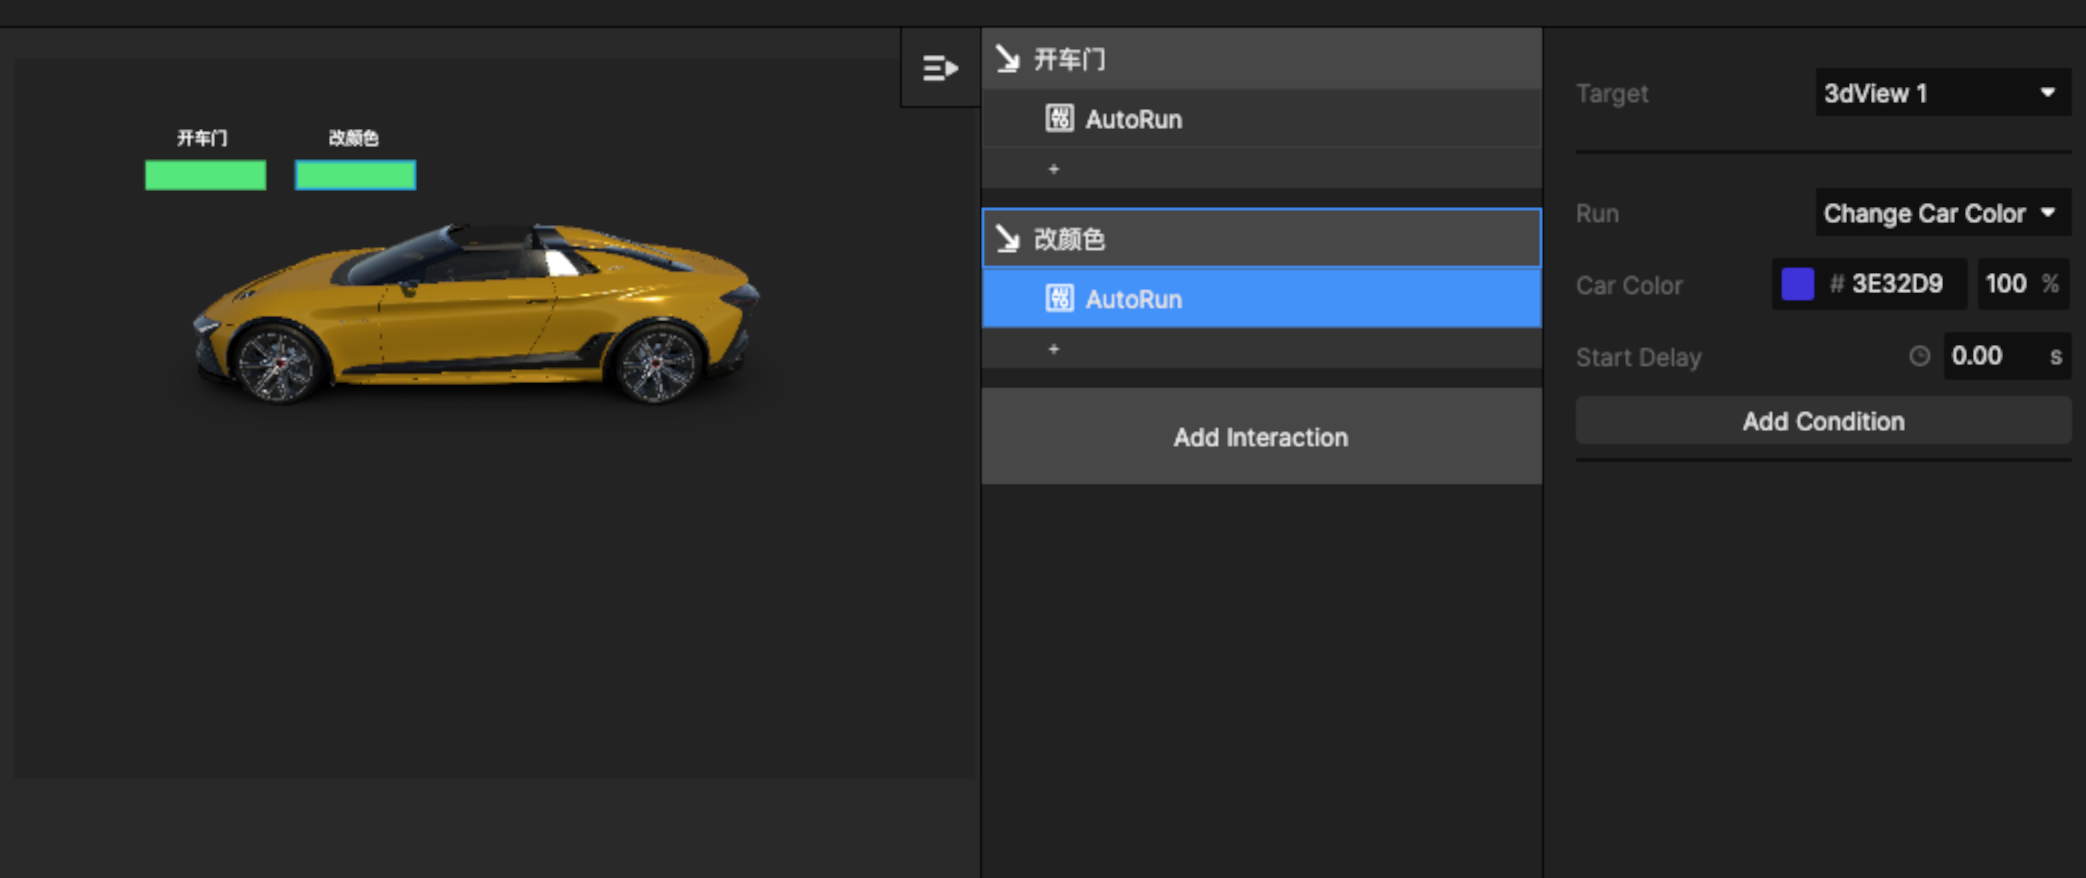 开车门
改颜色
开车门
AutoRun
+
改颜色
AutoRun
+
Add Interaction
Target
3dView 1
Run
Change Car Color
Car Color
# 3E32D9
100 %
Start Delay
0.00 s
Add Condition